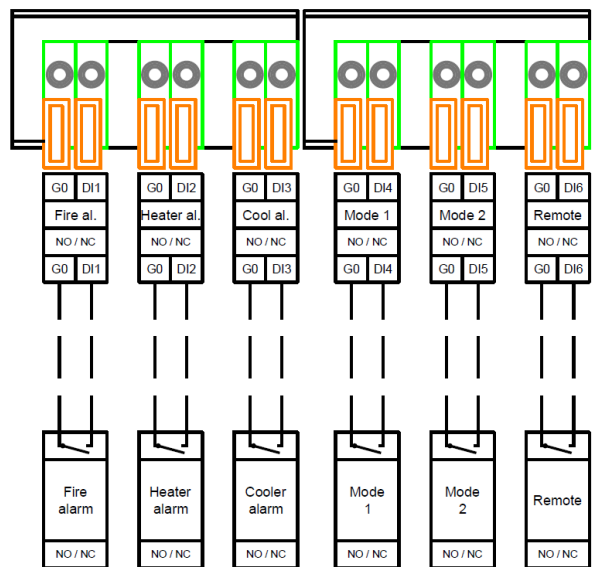 G0 DI1 G0 DI2 G0 DI3 G0 DI4 G0 DI5 G0 DI6
Fire al. Heater al. Cool al. Mode 1 Mode 2 Remote
NO / NC NO / NC NO / NC NO / NC NO / NC NO / NC
G0 DI1 G0 DI2 G0 DI3 G0 DI4 G0 DI5 G0 DI6
Fire alarm
Heater alarm
Cooler alarm
Mode 1
Mode 2
Remote
NO / NC NO / NC NO / NC NO / NC NO / NC NO / NC